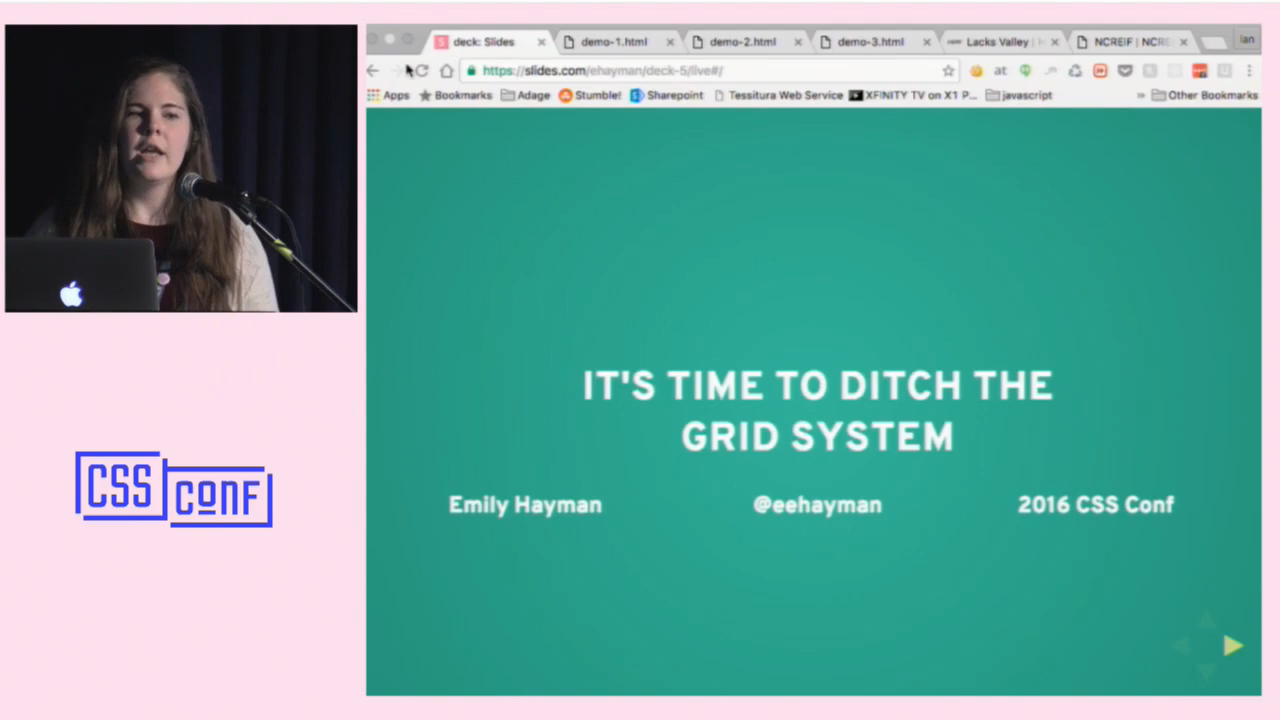 deck: Slides
demo-1.html
demo-2.html
demo-3.html
Lacks Valley |
NCREIF | NCRE
Ian
https://slides.com/ehayman/deck-5/live#/
at
Apps
Bookmarks
Adage
Stumble!
Sharepoint
Tessitura Web Service
XFINITY TV on X1 P...
javascript
»
Other Bookmarks
IT'S TIME TO DITCH THE
GRID SYSTEM
Emily Hayman
@eehayman
2016 CSS Conf
CSS
CONF